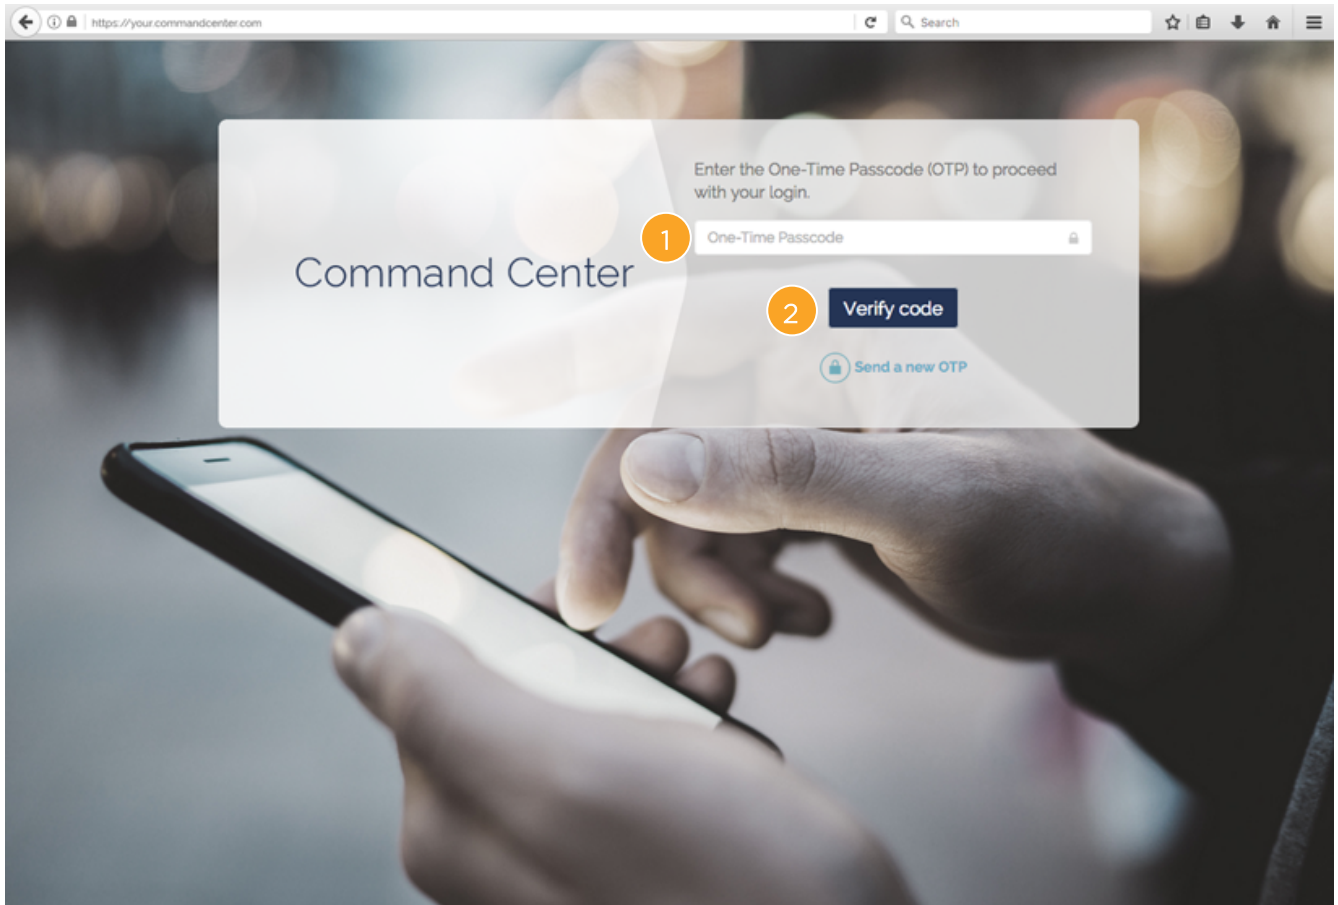 https://your.commandcenter.com
Search
Enter the One-Time Passcode (OTP) to proceed
with your login.
1
One-Time Passcode
Command Center
2
Verify code
Send a new OTP